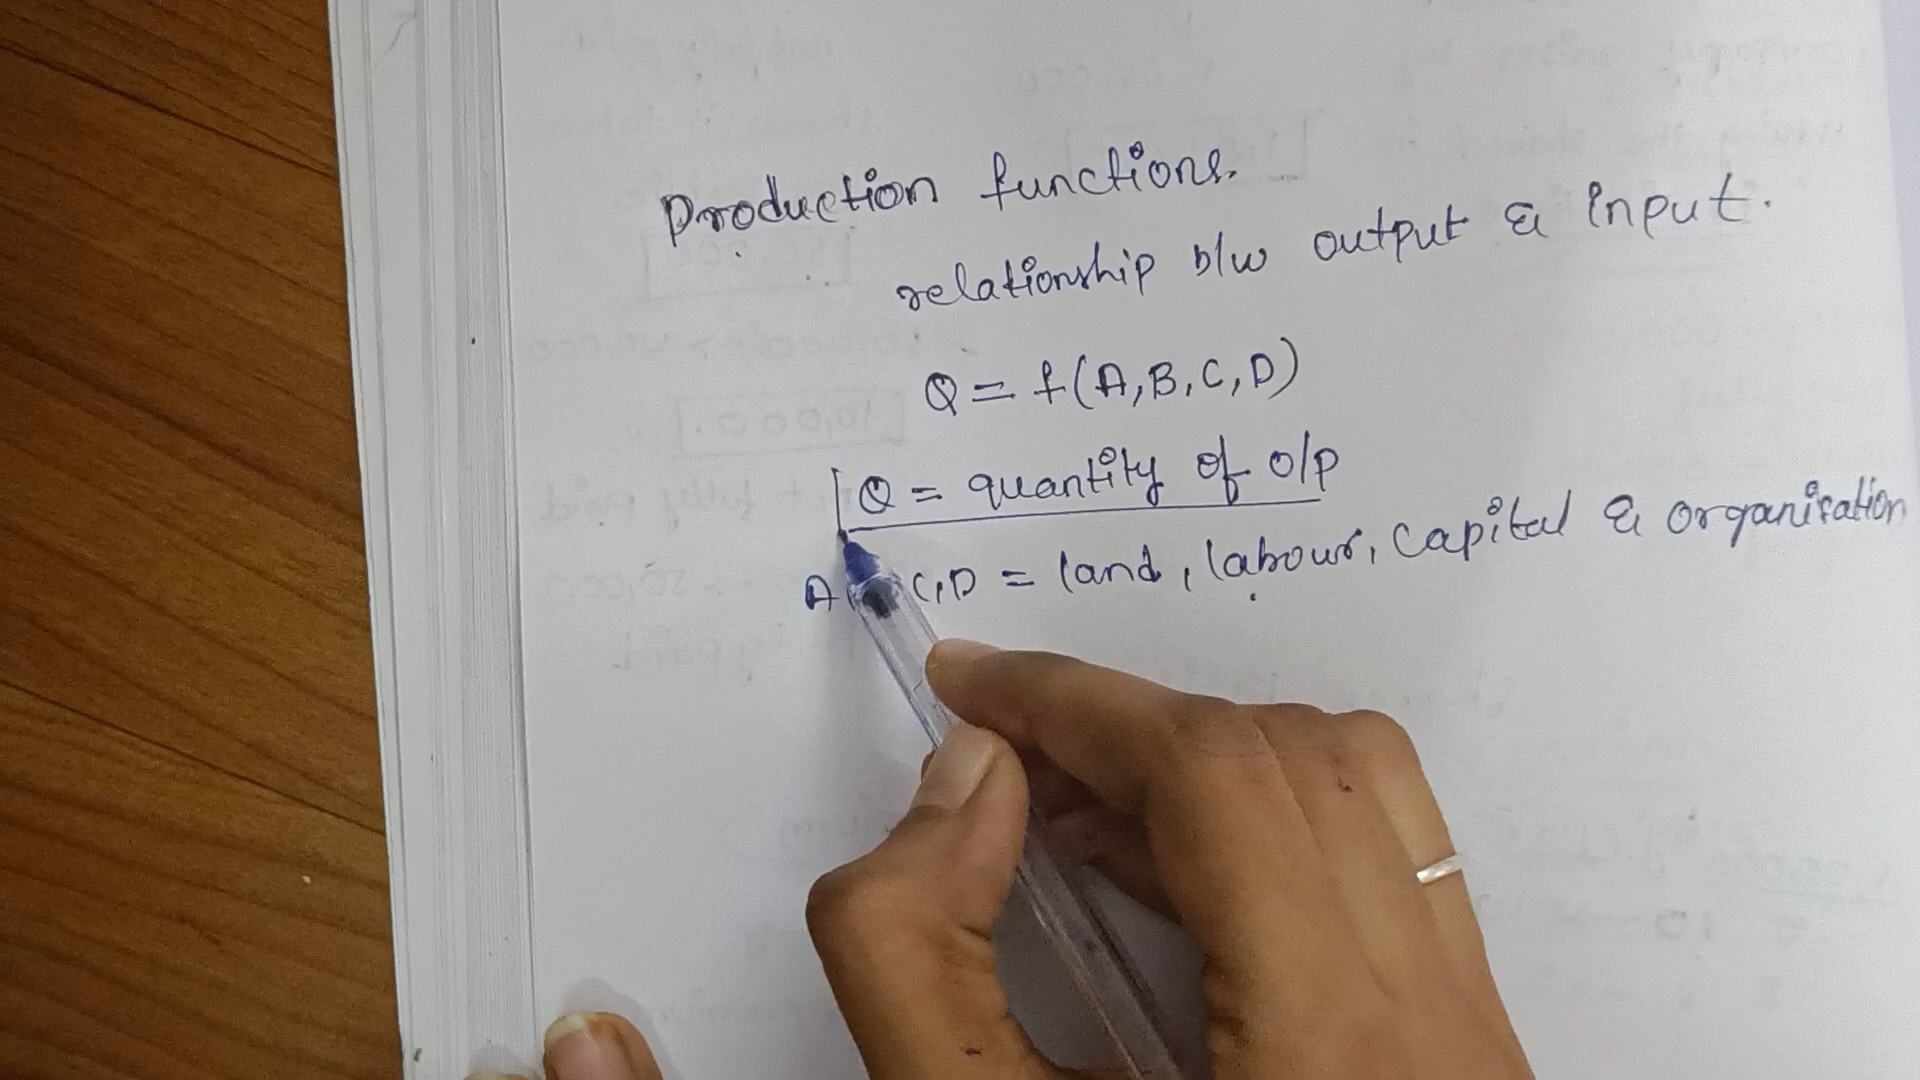 Production functions.
relationship b/w output & input.
Q = f(A,B,C,D)
Q = quantity of o/p
A C,D = land, labour, capital & organisation